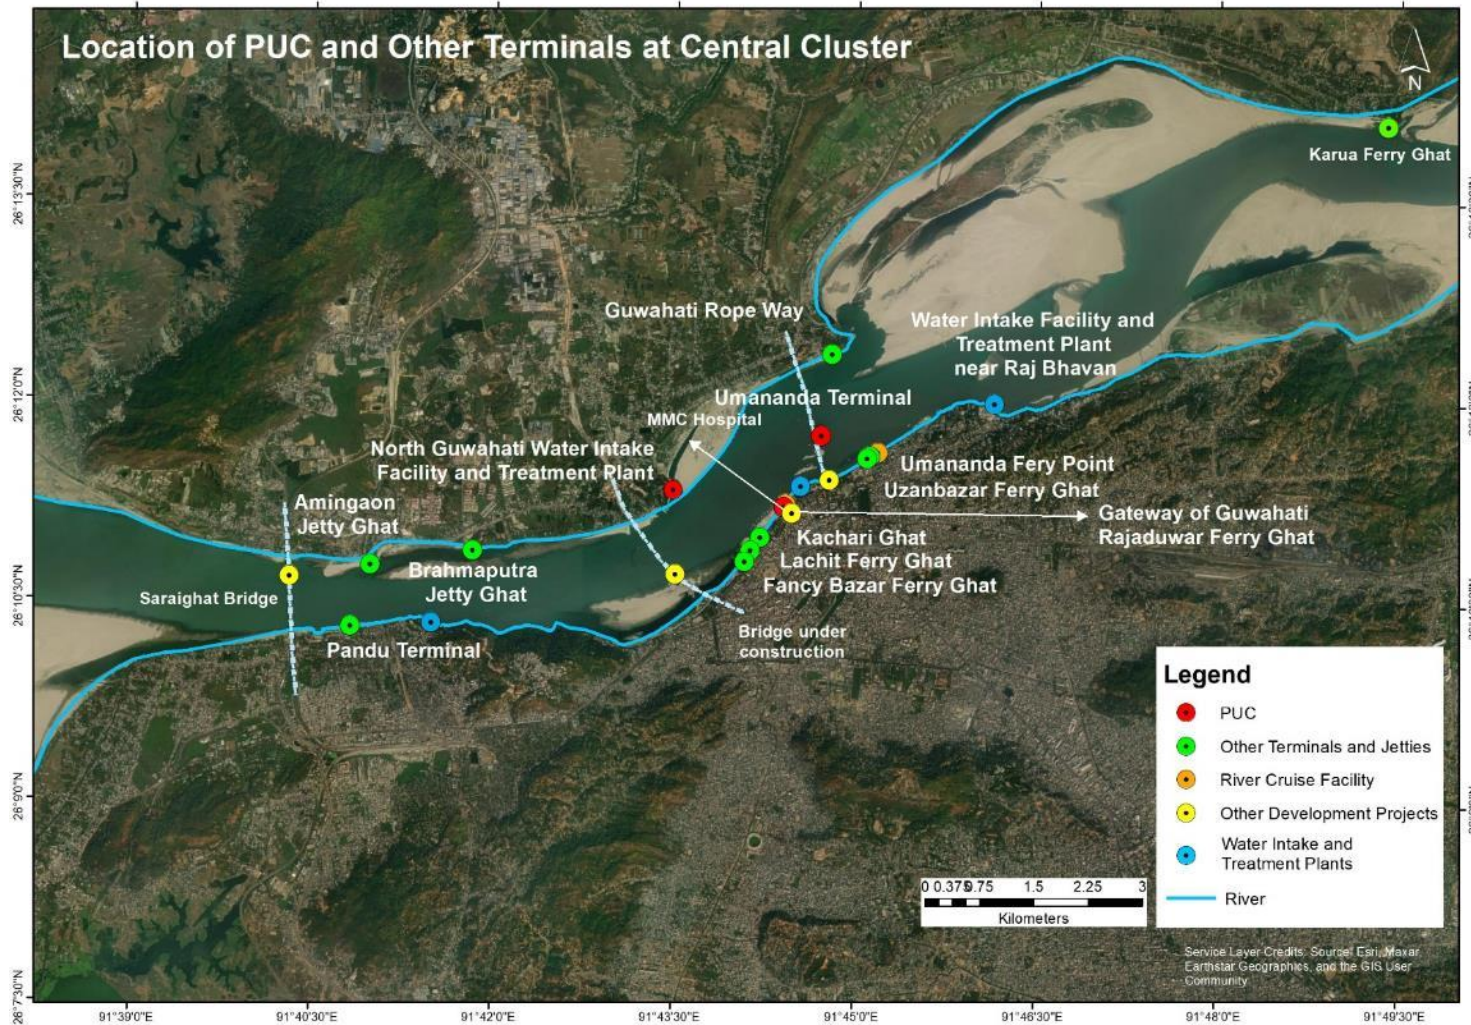 Location of PUC and Other Terminals at Central Cluster
N
Karua Ferry Ghat
Guwahati Rope Way
Water Intake Facility and
Treatment Plant
near Raj Bhavan
Umananda Terminal
MMC Hospital
North Guwahati Water Intake
Facility and Treatment Plant
Umananda Fery Point
Uzanbazar Ferry Ghat
Amingaon
Jetty Ghat
Gateway of Guwahati
Rajaduwar Ferry Ghat
Kachari Ghat
Lachit Ferry Ghat
Fancy Bazar Ferry Ghat
Brahmaputra
Jetty Ghat
Saraighat Bridge
Bridge under
construction
Pandu Terminal
Legend
PUC
Other Terminals and Jetties
River Cruise Facility
Other Development Projects
Water Intake and
Treatment Plants
River
0 0.375 0.75 1.5 2.25 3
Kilometers
Service Layer Credits: Source: Esri, Maxar,
Earthstar Geographics, and the GIS User
Community
26°13'30"N
26°12'0"N
26°10'30"N
26°9'0"N
26°7'30"N
91°39'0"E
91°40'30"E
91°42'0"E
91°43'30"E
91°45'0"E
91°46'30"E
91°48'0"E
91°49'30"E